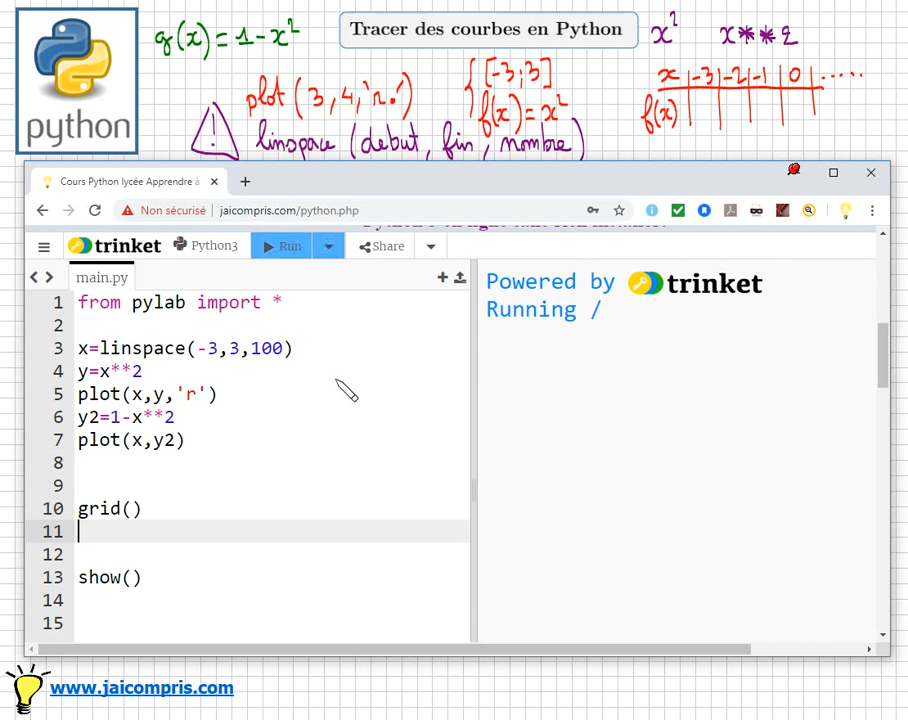 g(x) = 1 - x²
Tracer des courbes en Python
x² x**2
plot (3, 4, 'r.')
{ [-3;3]
f(x) = x²
x | -3 | -2 | -1 | 0 | .....
f(x)
python
! linspace (debut, fin, nombre)
Cours Python lycée Apprendre à
Non sécurisé | jaicompris.com/python.php
trinket Python3 Run Share
main.py
1 from pylab import *
2
3 x=linspace(-3,3,100)
4 y=x**2
5 plot(x,y,'r')
6 y2=1-x**2
7 plot(x,y2)
8
9
10 grid()
11
12
13 show()
14
15
Powered by trinket
Running /
www.jaicompris.com